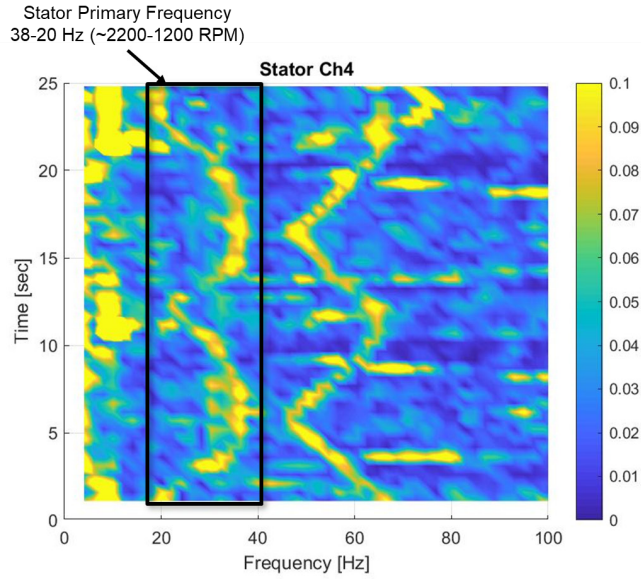 Stator Primary Frequency
38-20 Hz (~2200-1200 RPM)
Stator Ch4
25
20
15
10
5
0
Time [sec]
0 20 40 60 80 100
Frequency [Hz]
0.1
0.09
0.08
0.07
0.06
0.05
0.04
0.03
0.02
0.01
0